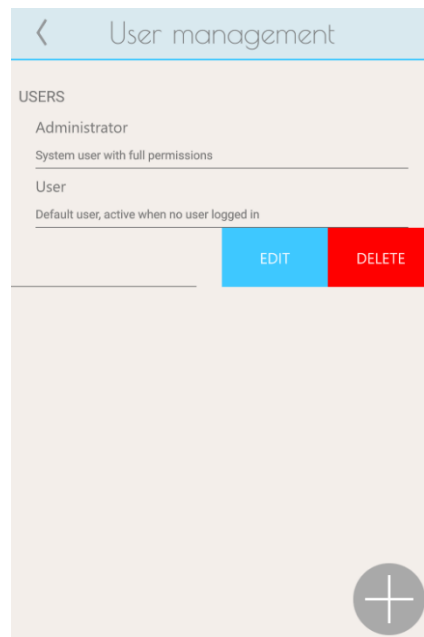 User management
USERS
Administrator
System user with full permissions
User
Default user, active when no user logged in
EDIT DELETE